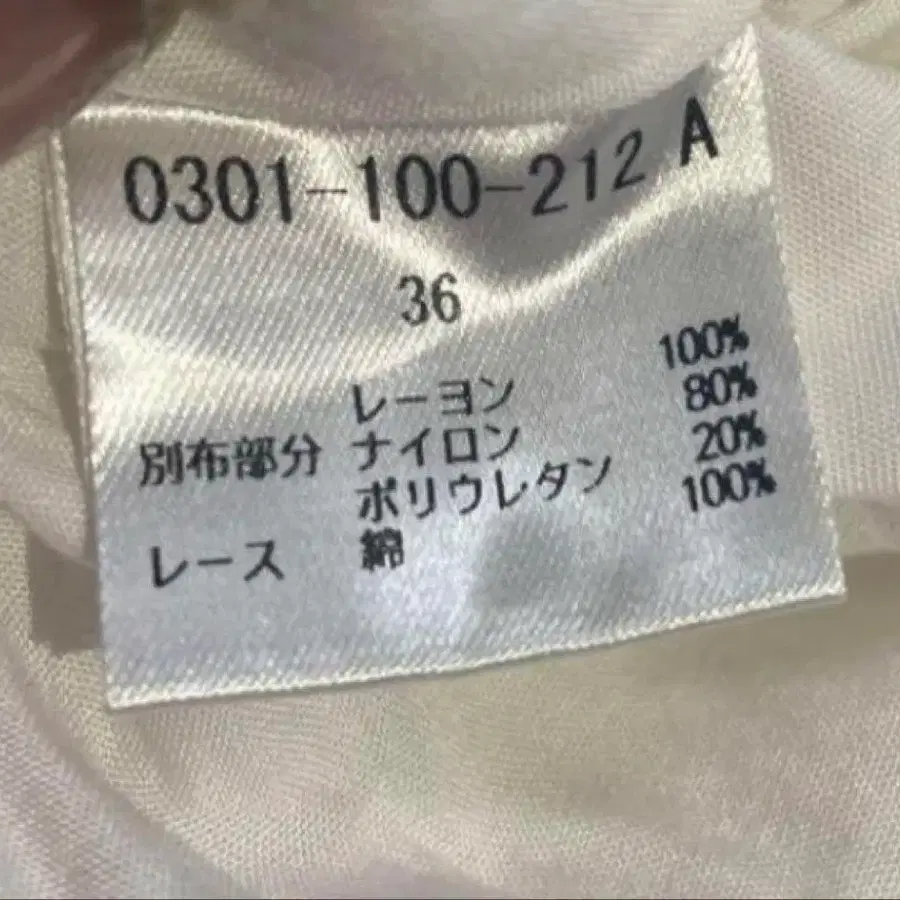 0301-100-212 A
36
レーヨン 100%
別布部分 ナイロン 80%
ポリウレタン 20%
レース 綿 100%